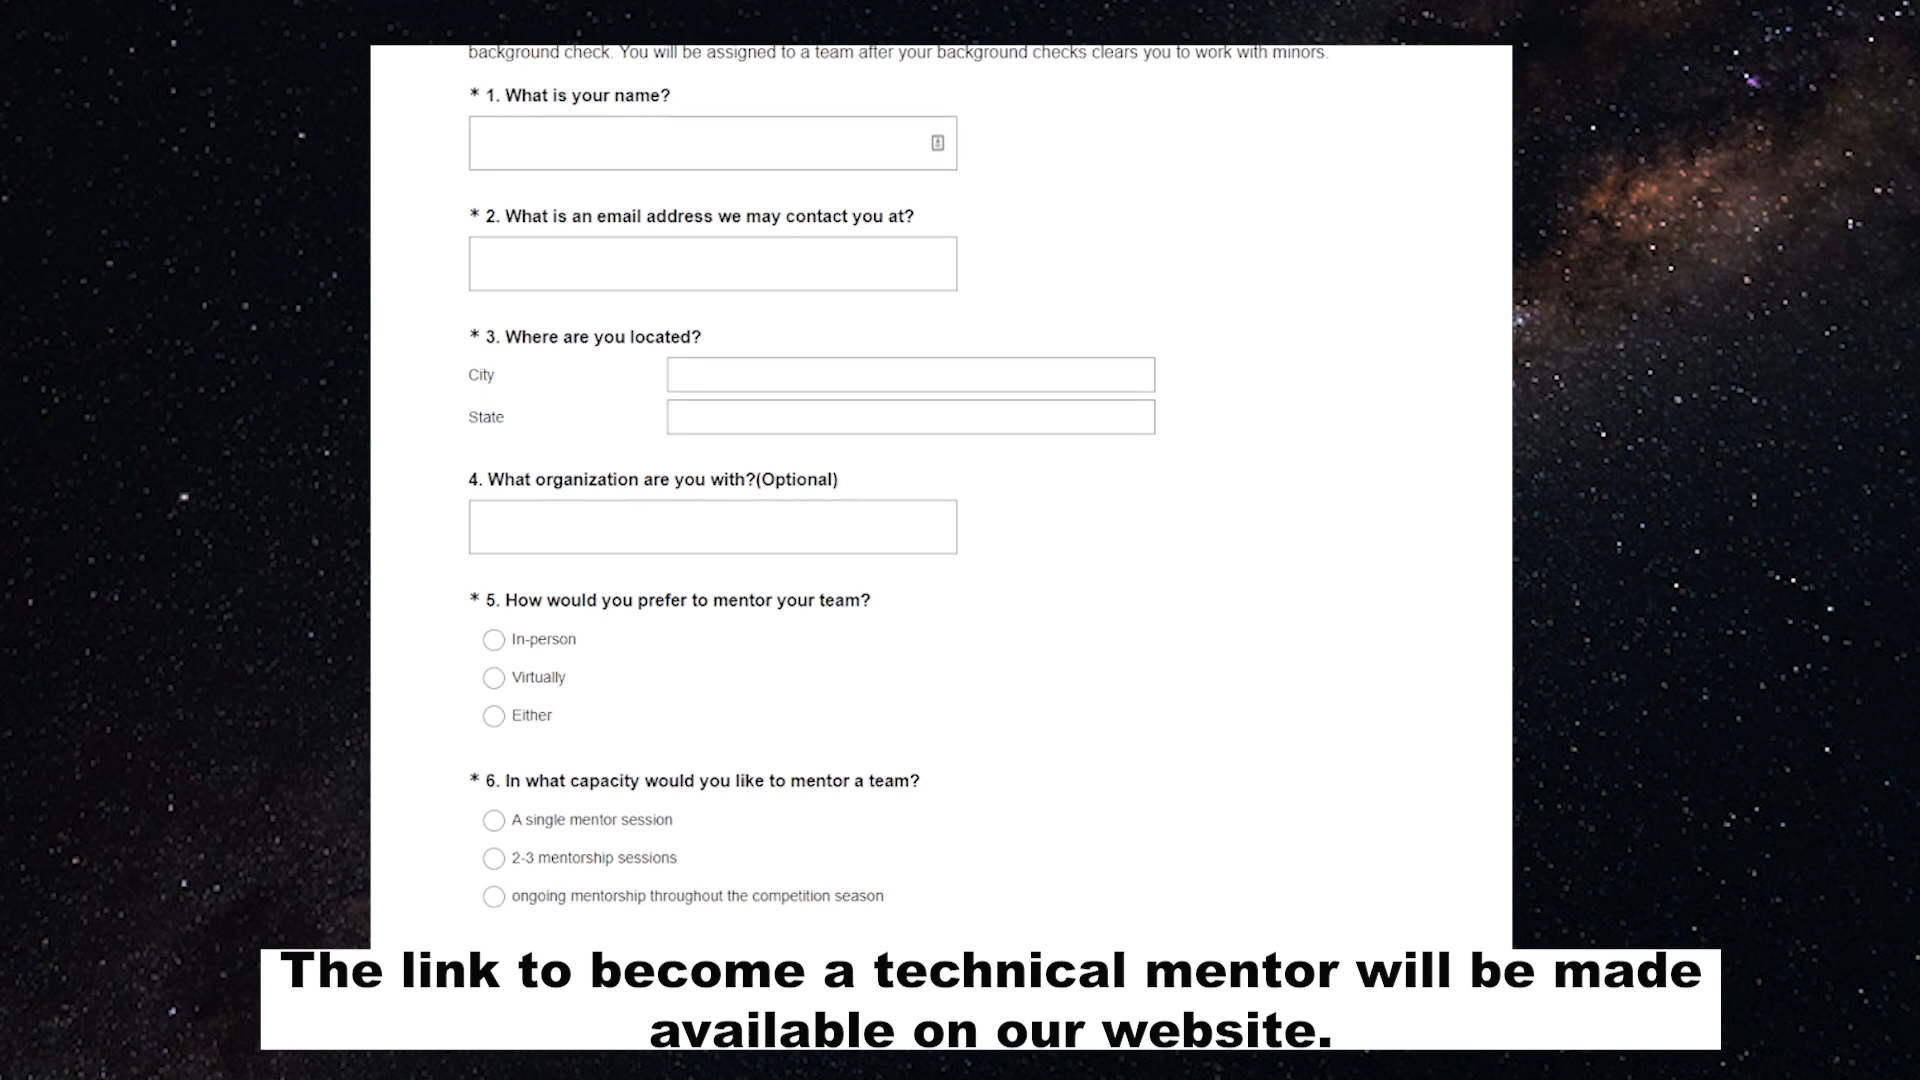 background check. You will be assigned to a team after your background checks clears you to work with minors.
* 1. What is your name?
* 2. What is an email address we may contact you at?
* 3. Where are you located?
City
State
4. What organization are you with?(Optional)
* 5. How would you prefer to mentor your team?
In-person
Virtually
Either
* 6. In what capacity would you like to mentor a team?
A single mentor session
2-3 mentorship sessions
ongoing mentorship throughout the competition season
The link to become a technical mentor will be made
available on our website.